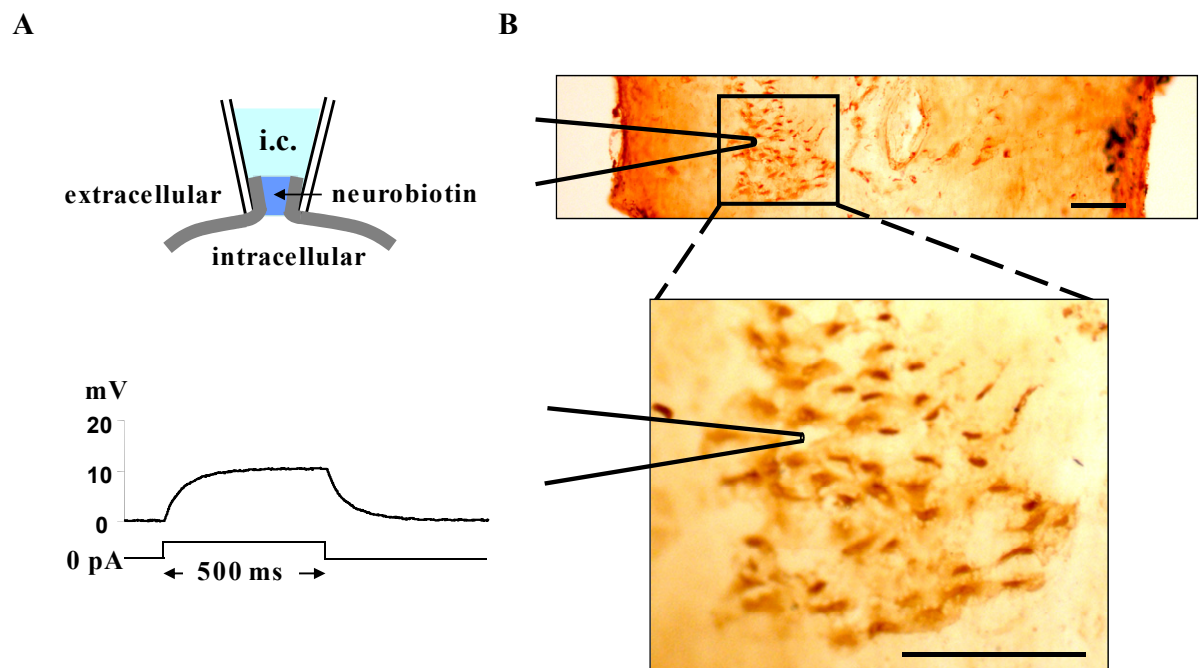 A
B
i.c.
extracellular
neurobiotin
intracellular
mV
20
10
0
0 pA
500 ms